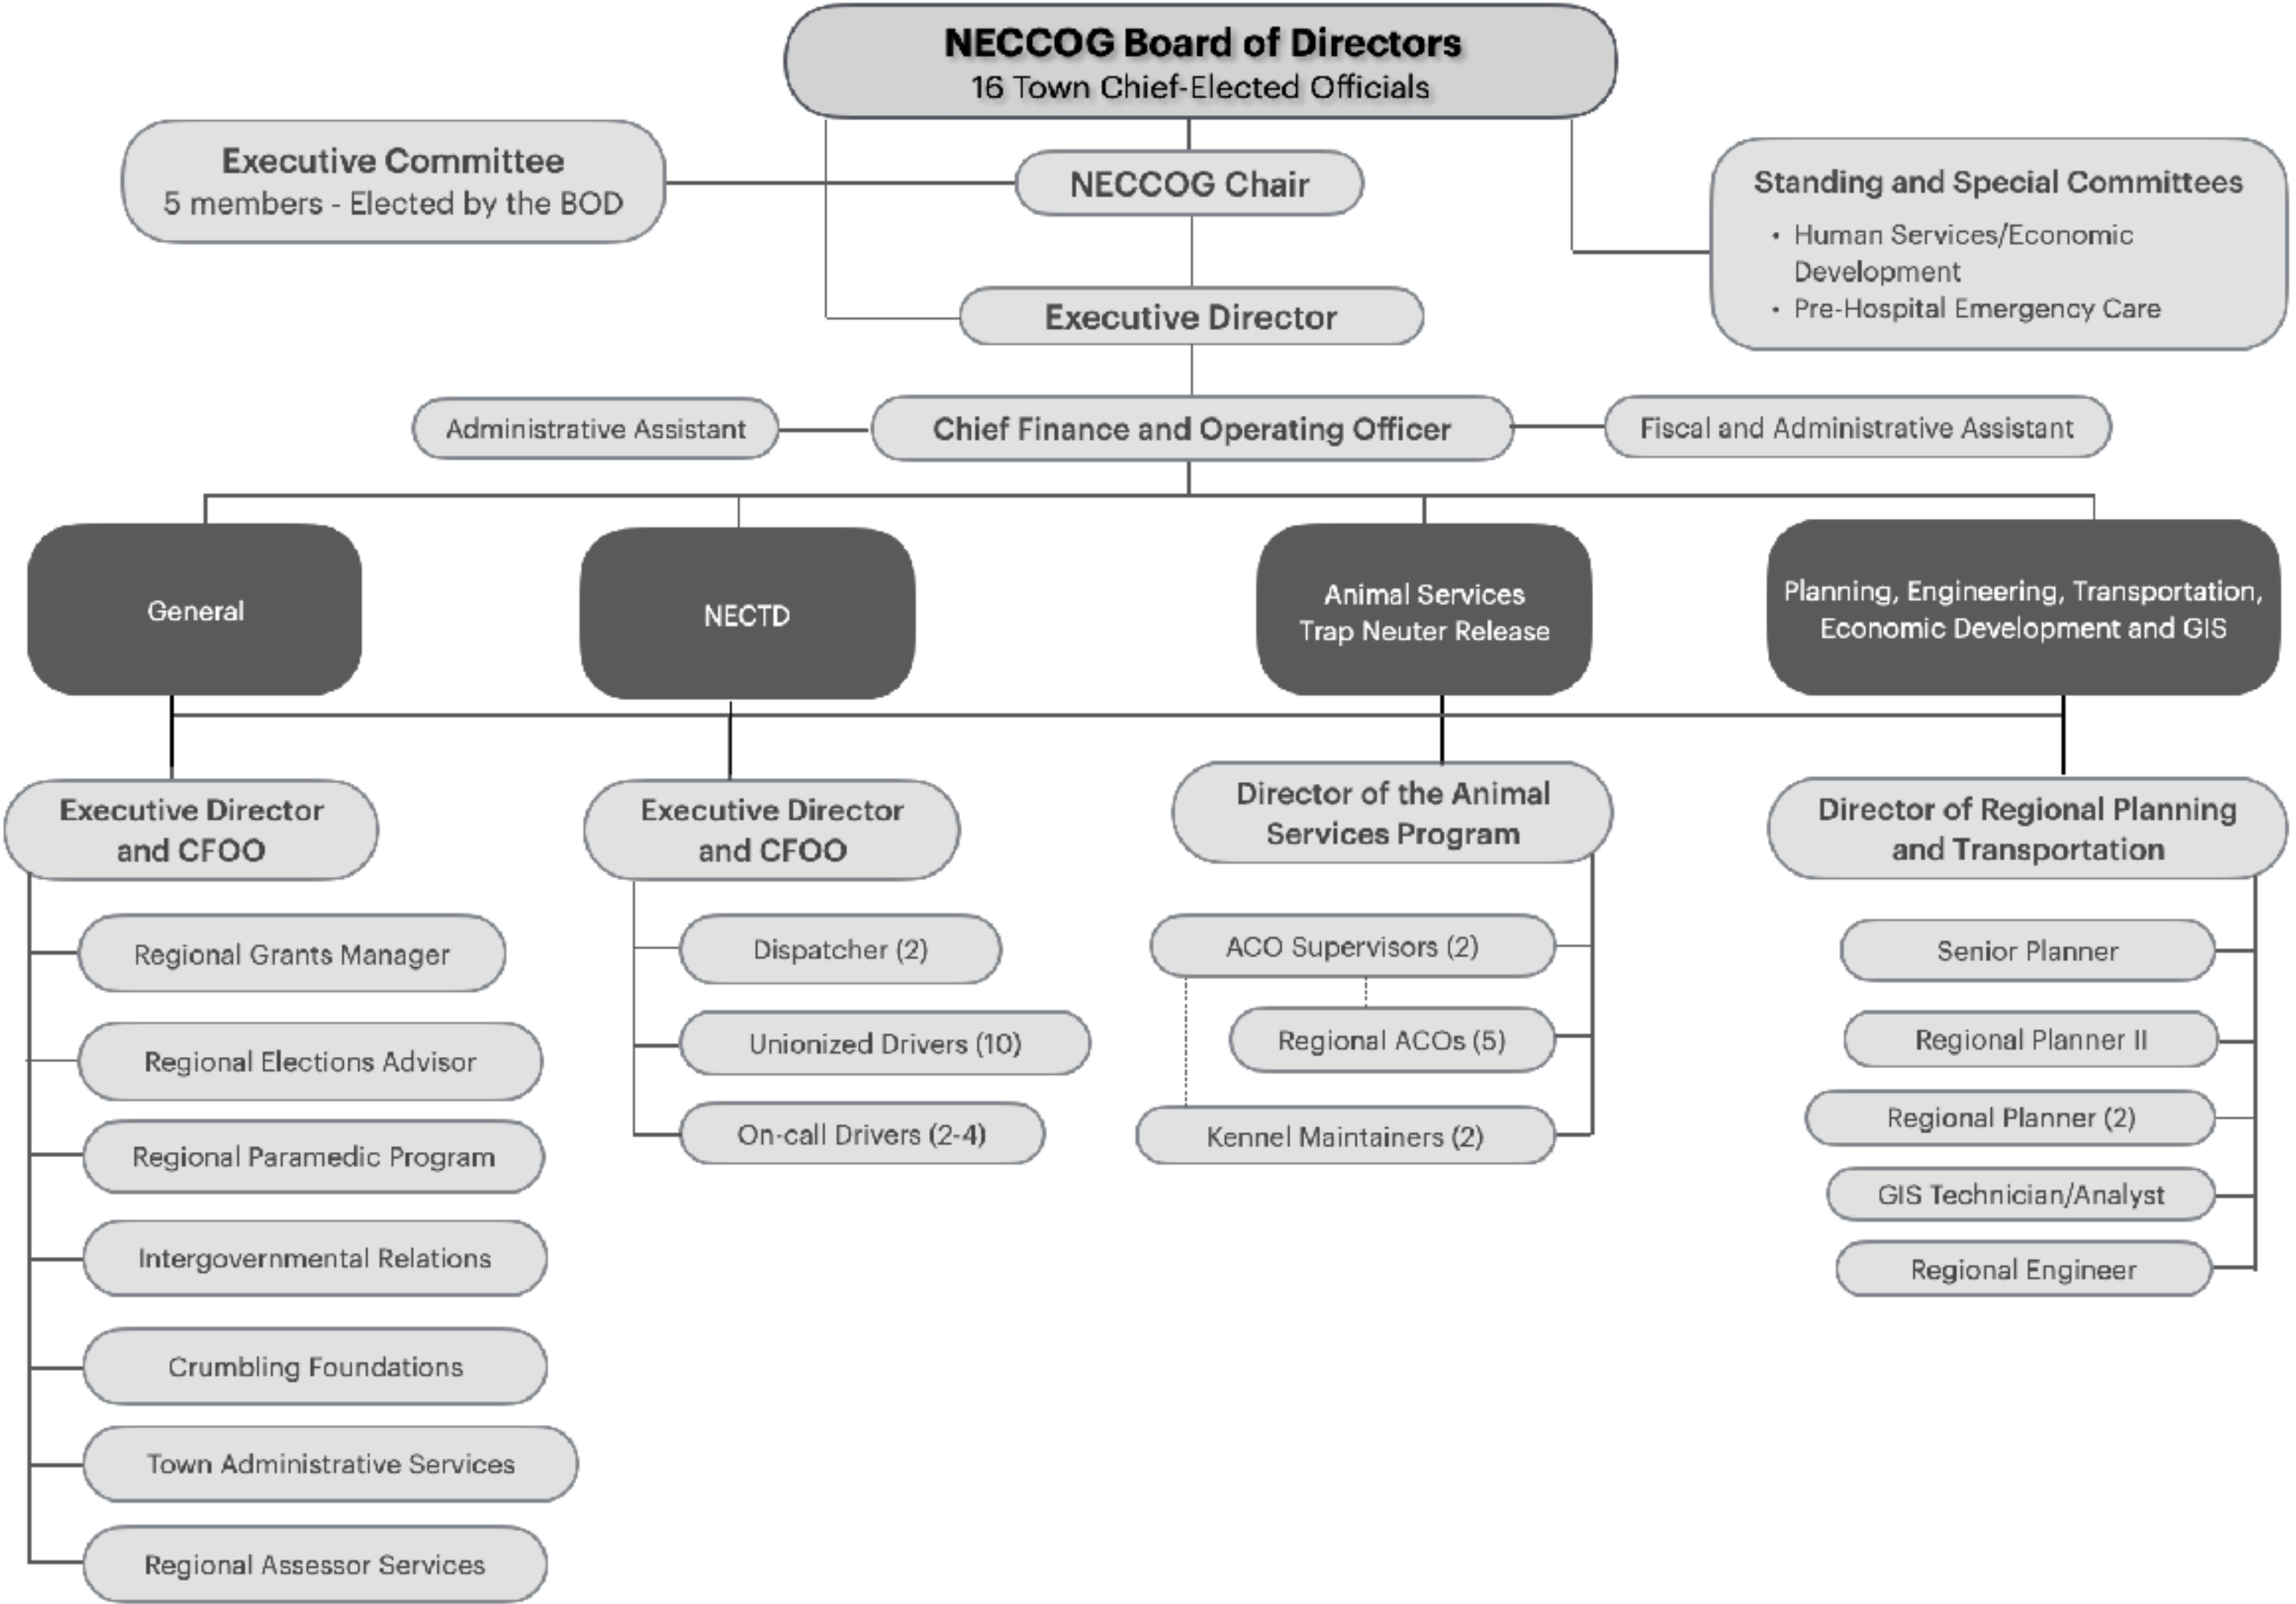 NECCOG Board of Directors
16 Town Chief-Elected Officials
Executive Committee
5 members - Elected by the BOD
NECCOG Chair
Standing and Special Committees
• Human Services/Economic
Development
• Pre-Hospital Emergency Care
Executive Director
Administrative Assistant
Chief Finance and Operating Officer
Fiscal and Administrative Assistant
General
NECTD
Animal Services
Trap Neuter Release
Planning, Engineering, Transportation,
Economic Development and GIS
Executive Director
and CFOO
Regional Grants Manager
Regional Elections Advisor
Regional Paramedic Program
Intergovernmental Relations
Crumbling Foundations
Town Administrative Services
Regional Assessor Services
Executive Director
and CFOO
Dispatcher (2)
Unionized Drivers (10)
On-call Drivers (2-4)
Director of the Animal
Services Program
ACO Supervisors (2)
Regional ACOs (5)
Kennel Maintainers (2)
Director of Regional Planning
and Transportation
Senior Planner
Regional Planner II
Regional Planner (2)
GIS Technician/Analyst
Regional Engineer